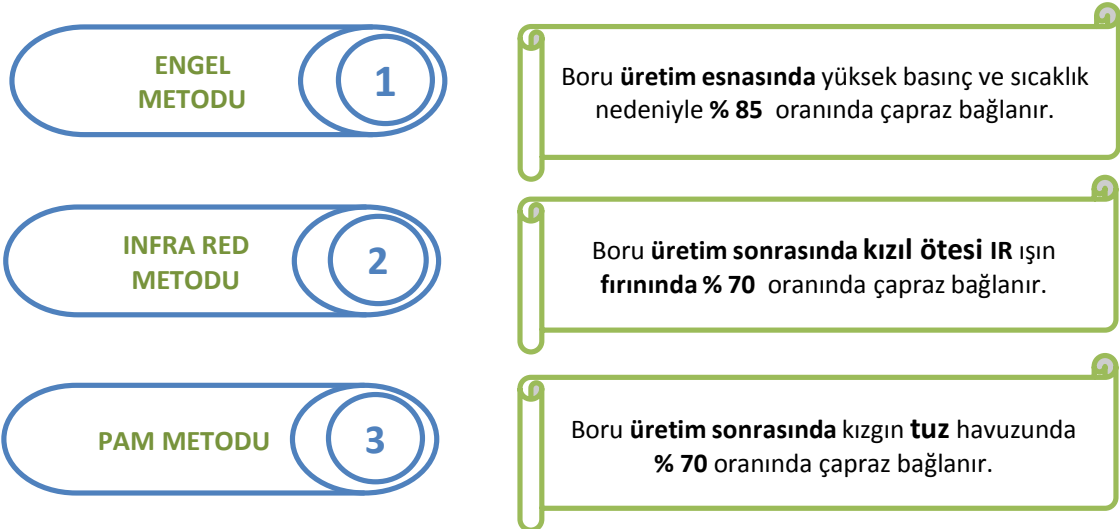 ENGEL
METODU
1
Boru üretim esnasında yüksek basınç ve sıcaklık
nedeniyle % 85 oranında çapraz bağlanır.
INFRA RED
METODU
2
Boru üretim sonrasında kızıl ötesi IR ışın
fırınında % 70 oranında çapraz bağlanır.
PAM METODU
3
Boru üretim sonrasında kızgın tuz havuzunda
% 70 oranında çapraz bağlanır.